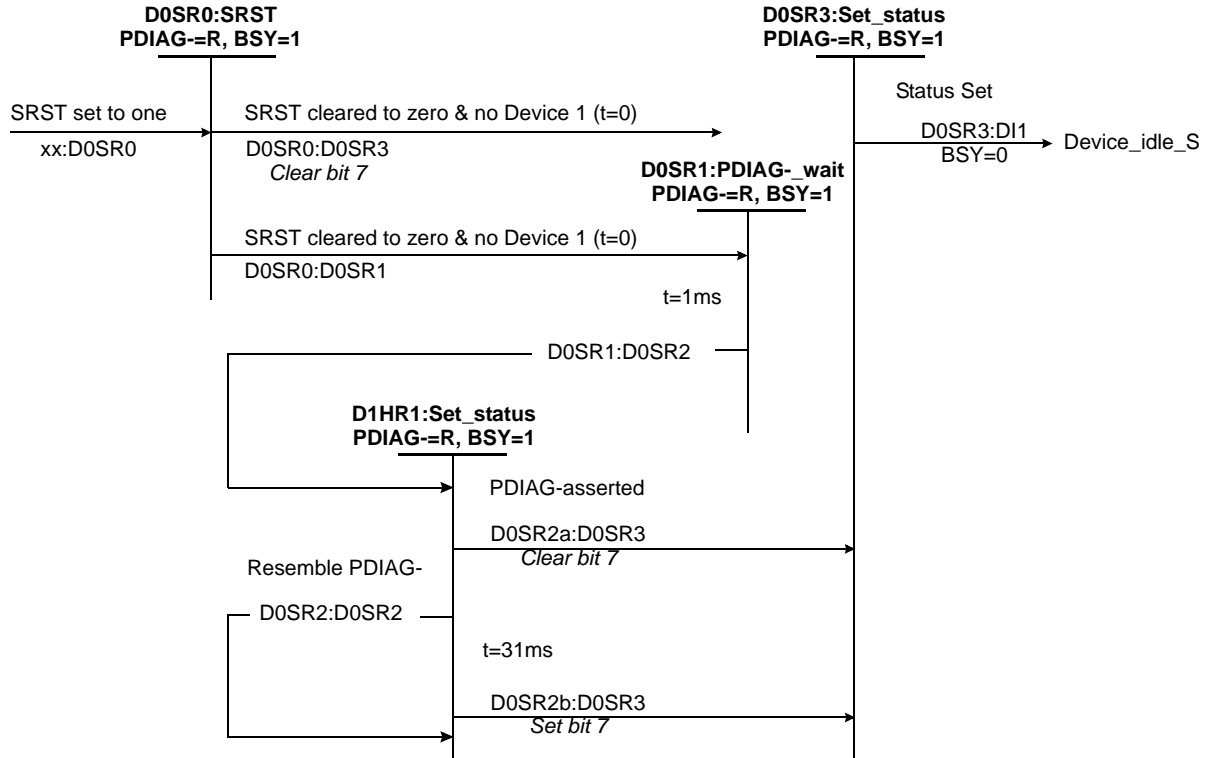 D0SR0:SRST
PDIAG-=R, BSY=1
D0SR3:Set_status
PDIAG-=R, BSY=1
SRST set to one
xx:D0SR0
SRST cleared to zero & no Device 1 (t=0)
D0SR0:D0SR3
Clear bit 7
Status Set
D0SR3:DI1
BSY=0
Device_idle_S
D0SR1:PDIAG-_wait
PDIAG-=R, BSY=1
SRST cleared to zero & no Device 1 (t=0)
D0SR0:D0SR1
t=1ms
D0SR1:D0SR2
D1HR1:Set_status
PDIAG-=R, BSY=1
PDIAG-asserted
D0SR2a:D0SR3
Clear bit 7
Resemble PDIAG-
D0SR2:D0SR2
t=31ms
D0SR2b:D0SR3
Set bit 7